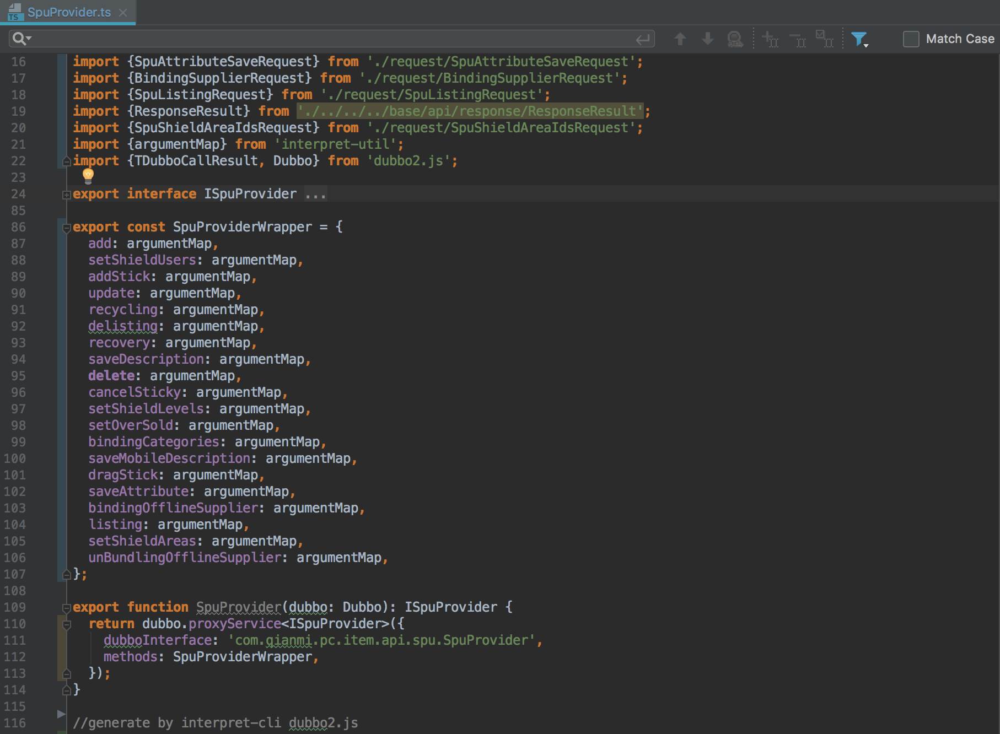 SpuProvider.ts
Match Case
16 import {SpuAttributeSaveRequest} from './request/SpuAttributeSaveRequest';
17 import {BindingSupplierRequest} from './request/BindingSupplierRequest';
18 import {SpuListingRequest} from './request/SpuListingRequest';
19 import {ResponseResult} from './../../../base/api/response/ResponseResult';
20 import {SpuShieldAreaIdsRequest} from './request/SpuShieldAreaIdsRequest';
21 import {argumentMap} from 'interpret-util';
22 import {TDubboCallResult, Dubbo} from 'dubbo2.js';
23
24 export interface ISpuProvider ...
85
86 export const SpuProviderWrapper = {
87 add: argumentMap,
88 setShieldUsers: argumentMap,
89 addStick: argumentMap,
90 update: argumentMap,
91 recycling: argumentMap,
92 delisting: argumentMap,
93 recovery: argumentMap,
94 saveDescription: argumentMap,
95 delete: argumentMap,
96 cancelSticky: argumentMap,
97 setShieldLevels: argumentMap,
98 setOverSold: argumentMap,
99 bindingCategories: argumentMap,
100 saveMobileDescription: argumentMap,
101 dragStick: argumentMap,
102 saveAttribute: argumentMap,
103 bindingOfflineSupplier: argumentMap,
104 listing: argumentMap,
105 setShieldAreas: argumentMap,
106 unBundlingOfflineSupplier: argumentMap,
107 };
108
109 export function SpuProvider(dubbo: Dubbo): ISpuProvider {
110 return dubbo.proxyService<ISpuProvider>({
111 dubboInterface: 'com.qianmi.pc.item.api.spu.SpuProvider',
112 methods: SpuProviderWrapper,
113 });
114 }
115
116 //generate by interpret-cli dubbo2.js